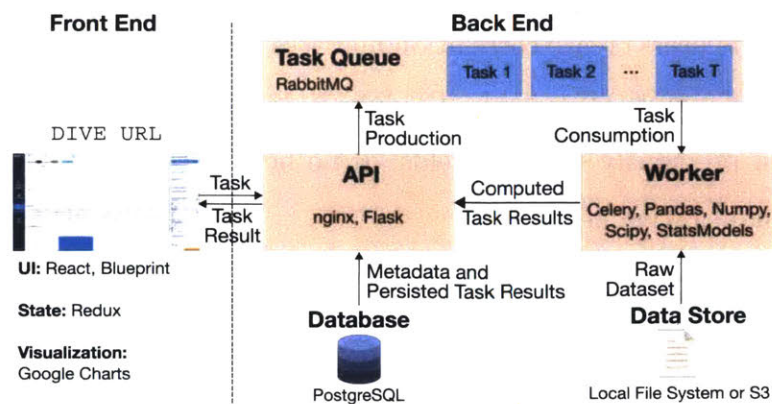 Front End
Back End
Task Queue
RabbitMQ
Task 1
Task 2
...
Task T
Task
Production
Task
Consumption
DIVE URL
Task
Task
Result
API
nginx, Flask
Computed
Task Results
Worker
Celery, Pandas, Numpy,
Scipy, StatsModels
UI: React, Blueprint
State: Redux
Visualization:
Google Charts
Metadata and
Persisted Task Results
Database
PostgreSQL
Raw
Dataset
Data Store
Local File System or S3